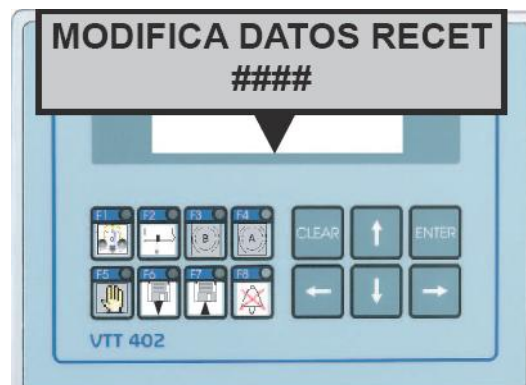 MODIFICA DATOS RECET
####
F1 F2 F3 F4
B A
CLEAR ENTER
F5 F6 F7 F8
VTT 402